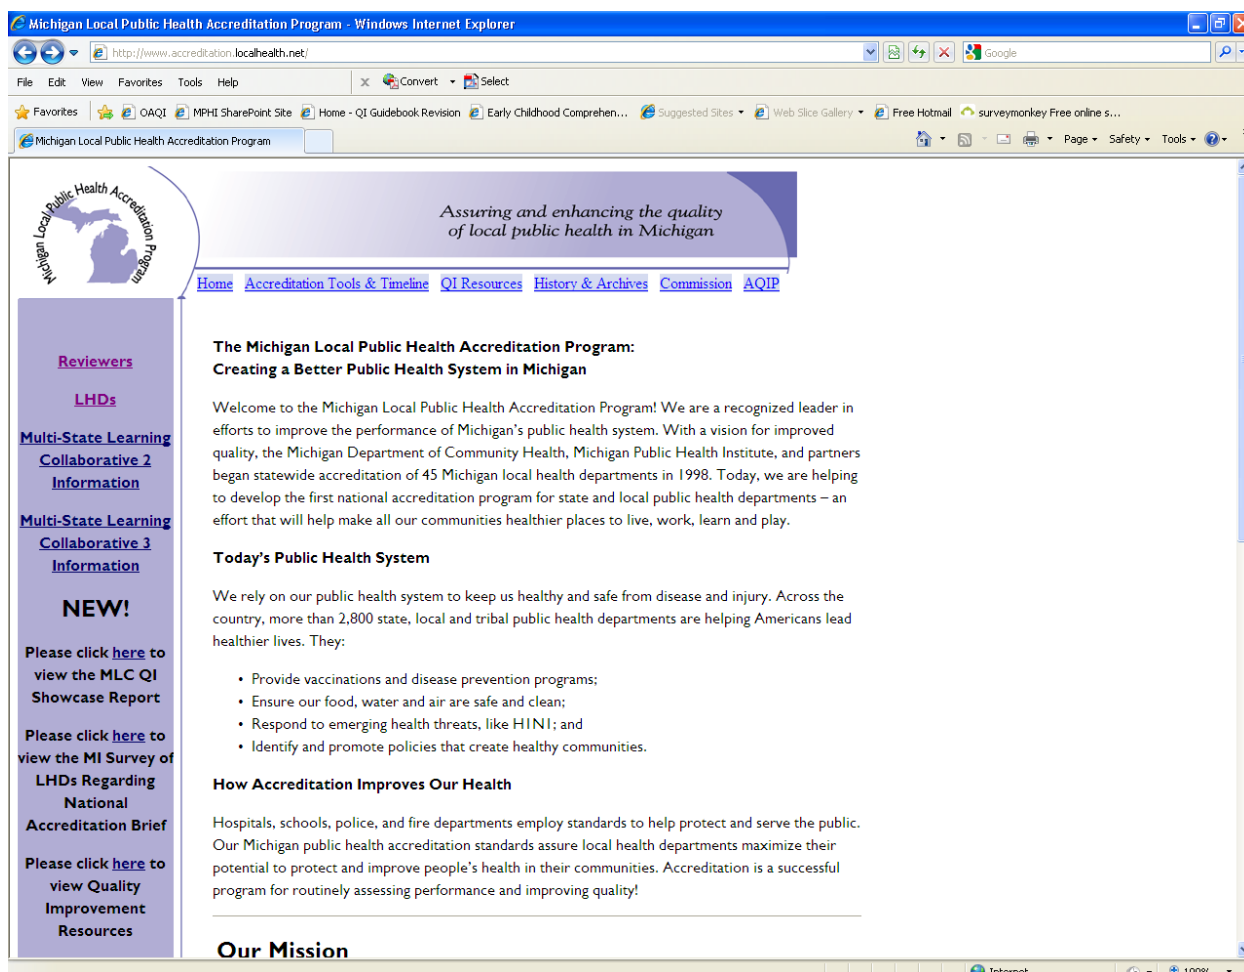 Michigan Local Public Health Accreditation Program - Windows Internet Explorer
http://www.accreditation.localhealth.net/
Google
File Edit View Favorites Tools Help
x Convert Select
Favorites OAQI MPHI SharePoint Site Home - QI Guidebook Revision Early Childhood Comprehen... Suggested Sites Web Slice Gallery Free Hotmail surveymonkey Free online s...
Michigan Local Public Health Accreditation Program
Page Safety Tools
Michigan Local Public Health Accreditation Program
Assuring and enhancing the quality
of local public health in Michigan
Home Accreditation Tools & Timeline QI Resources History & Archives Commission AQIP
Reviewers
LHDs
Multi-State Learning
Collaborative 2
Information
Multi-State Learning
Collaborative 3
Information
NEW!
Please click here to
view the MLC QI
Showcase Report
Please click here to
view the MI Survey of
LHDs Regarding
National
Accreditation Brief
Please click here to
view Quality
Improvement
Resources
The Michigan Local Public Health Accreditation Program:
Creating a Better Public Health System in Michigan
Welcome to the Michigan Local Public Health Accreditation Program! We are a recognized leader in
efforts to improve the performance of Michigan's public health system. With a vision for improved
quality, the Michigan Department of Community Health, Michigan Public Health Institute, and partners
began statewide accreditation of 45 Michigan local health departments in 1998. Today, we are helping
to develop the first national accreditation program for state and local public health departments – an
effort that will help make all our communities healthier places to live, work, learn and play.
Today's Public Health System
We rely on our public health system to keep us healthy and safe from disease and injury. Across the
country, more than 2,800 state, local and tribal public health departments are helping Americans lead
healthier lives. They:
• Provide vaccinations and disease prevention programs;
• Ensure our food, water and air are safe and clean;
• Respond to emerging health threats, like H1N1; and
• Identify and promote policies that create healthy communities.
How Accreditation Improves Our Health
Hospitals, schools, police, and fire departments employ standards to help protect and serve the public.
Our Michigan public health accreditation standards assure local health departments maximize their
potential to protect and improve people's health in their communities. Accreditation is a successful
program for routinely assessing performance and improving quality!
Our Mission
Internet 100%